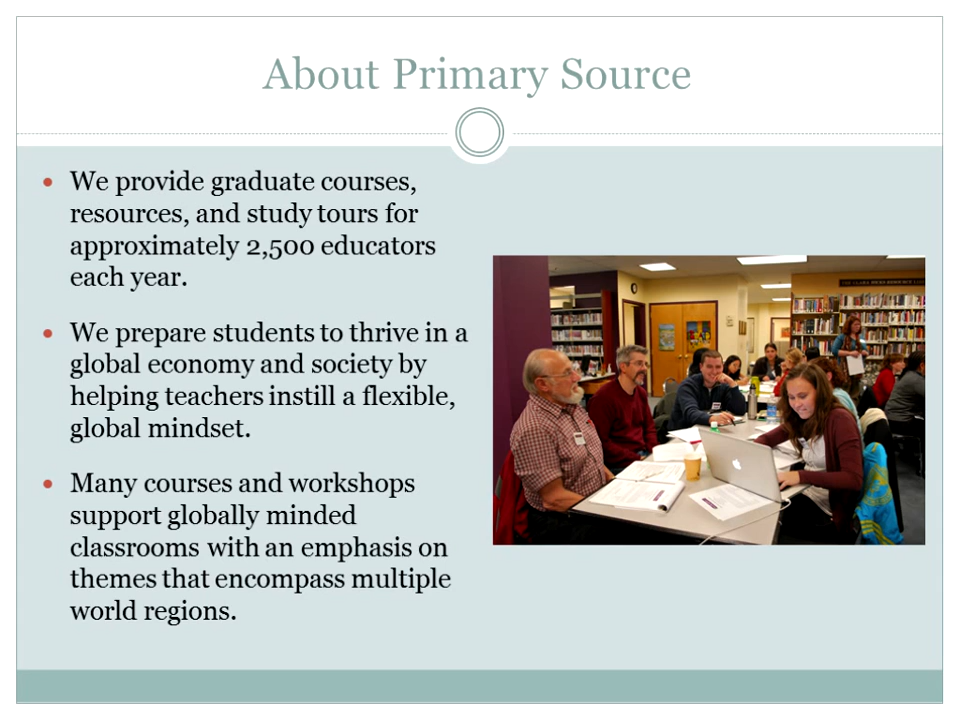 About Primary Source
• We provide graduate courses,
resources, and study tours for
approximately 2,500 educators
each year.
• We prepare students to thrive in a
global economy and society by
helping teachers instill a flexible,
global mindset.
• Many courses and workshops
support globally minded
classrooms with an emphasis on
themes that encompass multiple
world regions.